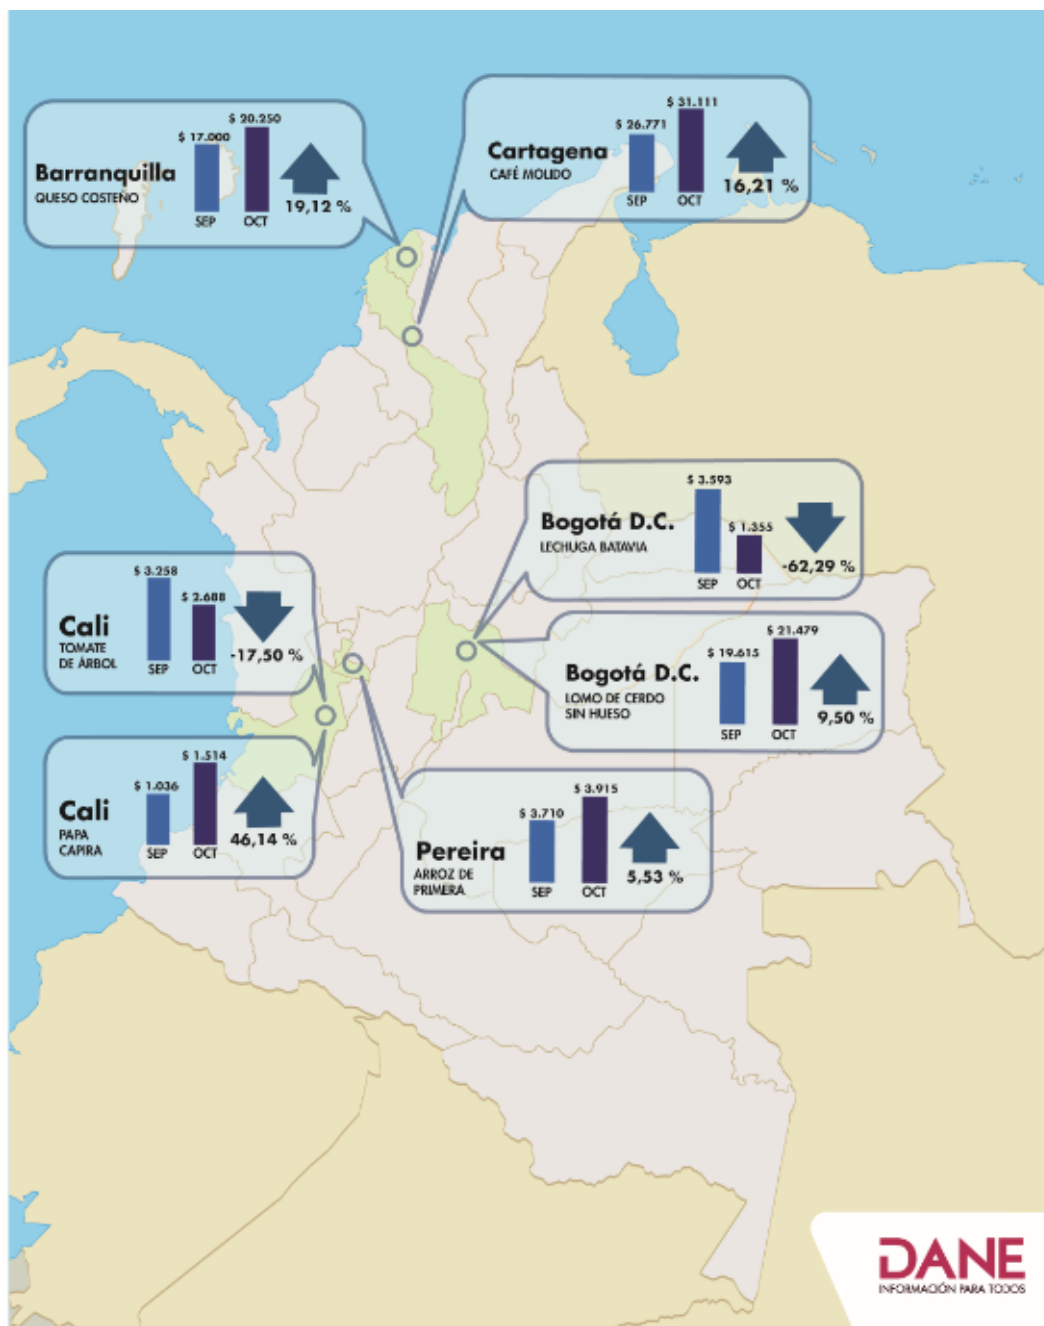 Barranquilla
QUESO COSTEÑO
$ 17.000
$ 20.250
SEP
OCT
19,12 %
Cartagena
CAFÉ MOLIDO
$ 26.771
$ 31.111
SEP
OCT
16,21 %
Bogotá D.C.
LECHUGA BATAVIA
$ 3.593
$ 1.355
SEP
OCT
-62,29 %
Cali
TOMATE
DE ÁRBOL
$ 3.258
$ 2.688
SEP
OCT
-17,50 %
Bogotá D.C.
LOMO DE CERDO
SIN HUESO
$ 19.615
$ 21.479
SEP
OCT
9,50 %
Cali
PAPA
CAPIRA
$ 1.036
$ 1.514
SEP
OCT
46,14 %
Pereira
ARROZ DE
PRIMERA
$ 3.710
$ 3.915
SEP
OCT
5,53 %
DANE
INFORMACIÓN PARA TODOS